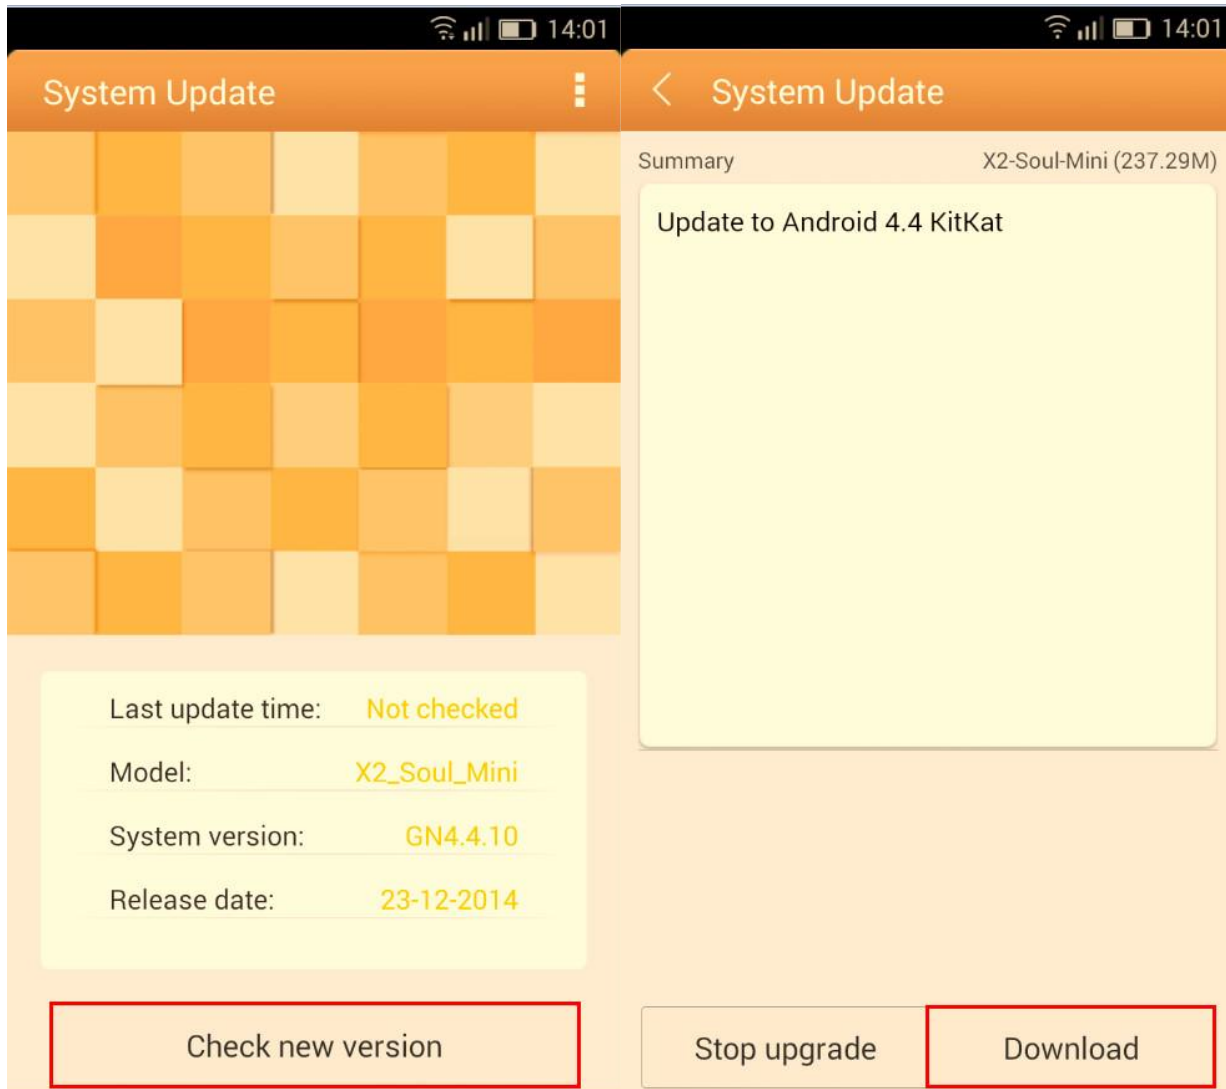 14:01
System Update
Last update time: Not checked
Model: X2_Soul_Mini
System version: GN4.4.10
Release date: 23-12-2014
Check new version
14:01
System Update
Summary X2-Soul-Mini (237.29M)
Update to Android 4.4 KitKat
Stop upgrade Download